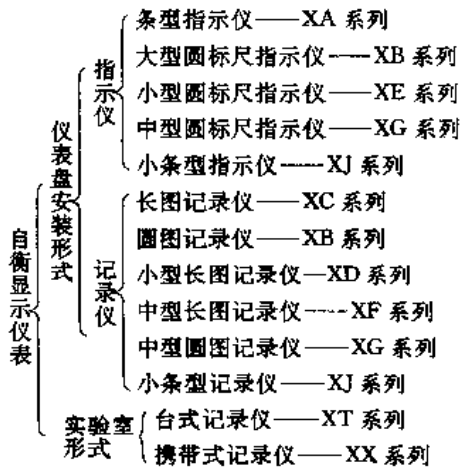 自衡显示仪表
仪表盘安装形式
指示仪
条型指示仪——XA 系列
大型圆标尺指示仪——XB 系列
小型圆标尺指示仪——XE 系列
中型圆标尺指示仪——XG 系列
小条型指示仪——XJ 系列
记录仪
长图记录仪——XC 系列
圆图记录仪——XB 系列
小型长图记录仪—XD 系列
中型长图记录仪——XF 系列
中型圆图记录仪——XG 系列
小条型记录仪——XJ 系列
实验室
形式
台式记录仪——XT 系列
携带式记录仪——XX 系列